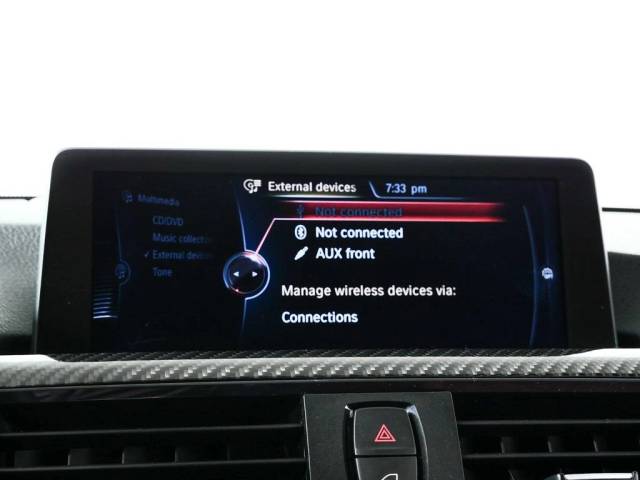 External devices
7:33 pm
Multimedia
CD/DVD
Music collection
External devices
Tone
Not connected
Not connected
AUX front
Manage wireless devices via:
Connections